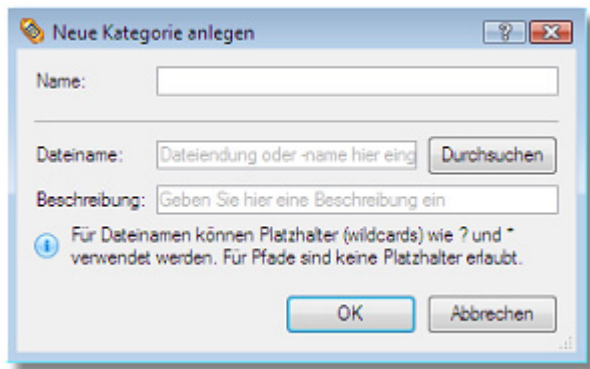 Neue Kategorie anlegen
Name:
Dateiname: Dateiendung oder -name hier eing Durchsuchen
Beschreibung: Geben Sie hier eine Beschreibung ein
Für Dateinamen können Platzhalter (wildcards) wie ? und *
verwendet werden. Für Pfade sind keine Platzhalter erlaubt.
OK Abbrechen